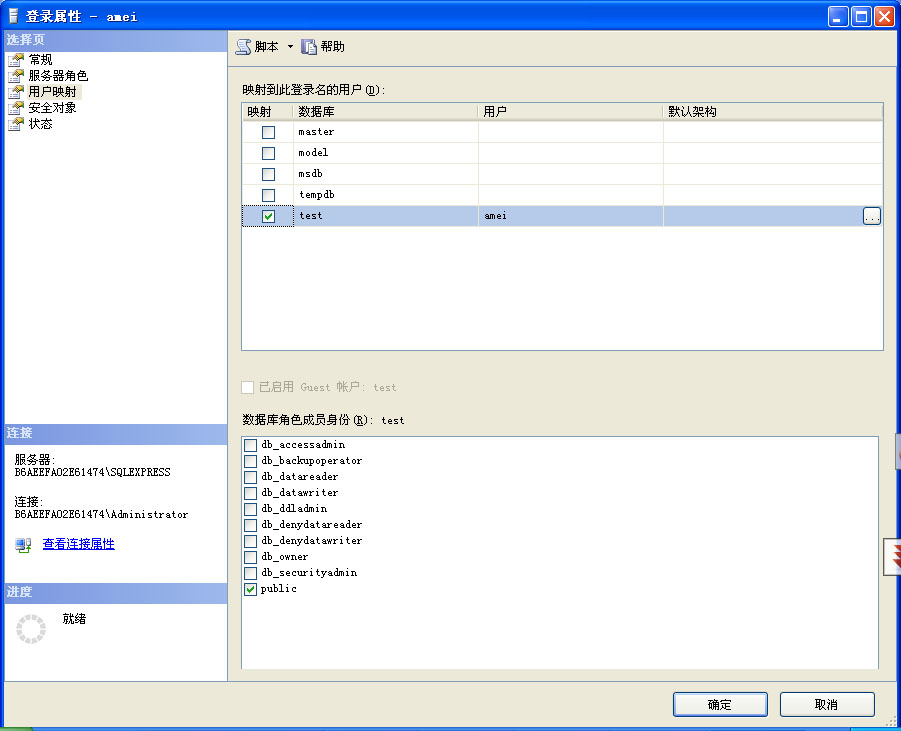 登录属性 - amei
选择页
常规
服务器角色
用户映射
安全对象
状态
脚本 帮助
映射到此登录名的用户(D):
映射 数据库 用户 默认架构
master
model
msdb
tempdb
test amei ...
已启用 Guest 帐户: test
数据库角色成员身份(R): test
db_accessadmin
db_backupoperator
db_datareader
db_datawriter
db_ddladmin
db_denydatareader
db_denydatawriter
db_owner
db_securityadmin
public
连接
服务器:
B6AEEFA02E61474\SQLEXPRESS
连接:
B6AEEFA02E61474\Administrator
查看连接属性
进度
就绪
确定 取消